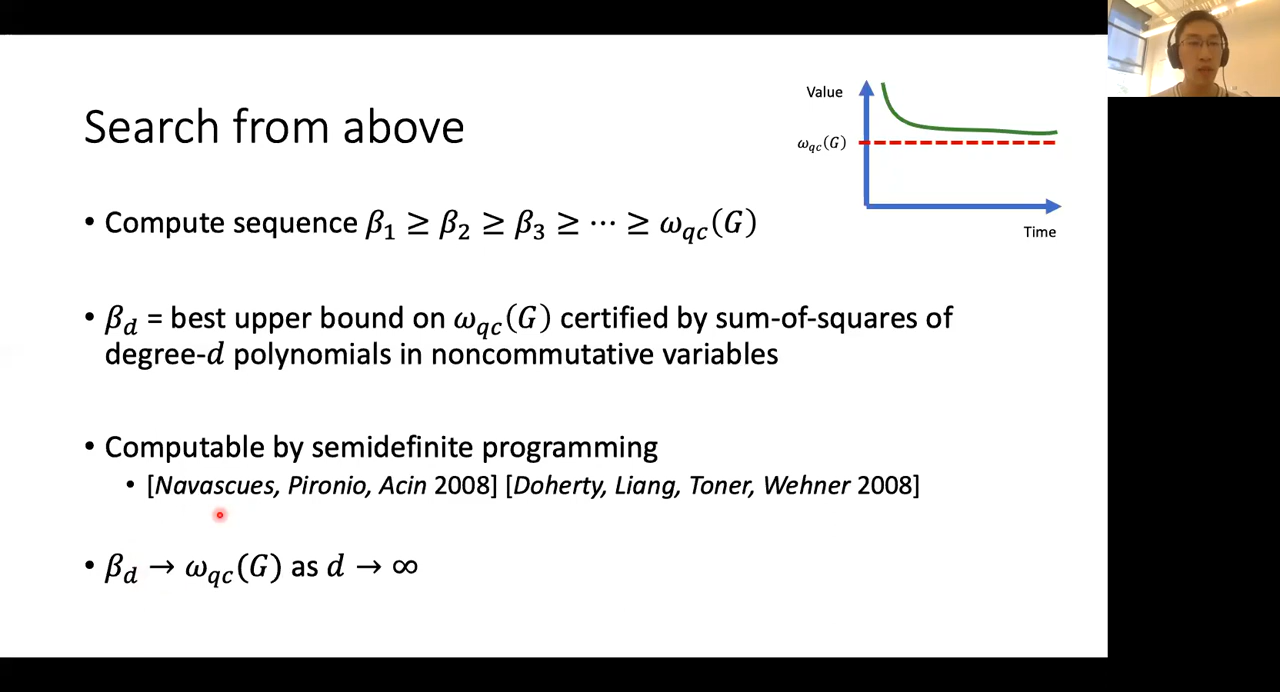 Search from above
Value
ω_qc(G)
Time
• Compute sequence β₁ ≥ β₂ ≥ β₃ ≥ ⋯ ≥ ω_qc(G)
• β_d = best upper bound on ω_qc(G) certified by sum-of-squares of
degree-d polynomials in noncommutative variables
• Computable by semidefinite programming
• [Navascues, Pironio, Acin 2008] [Doherty, Liang, Toner, Wehner 2008]
• β_d → ω_qc(G) as d → ∞